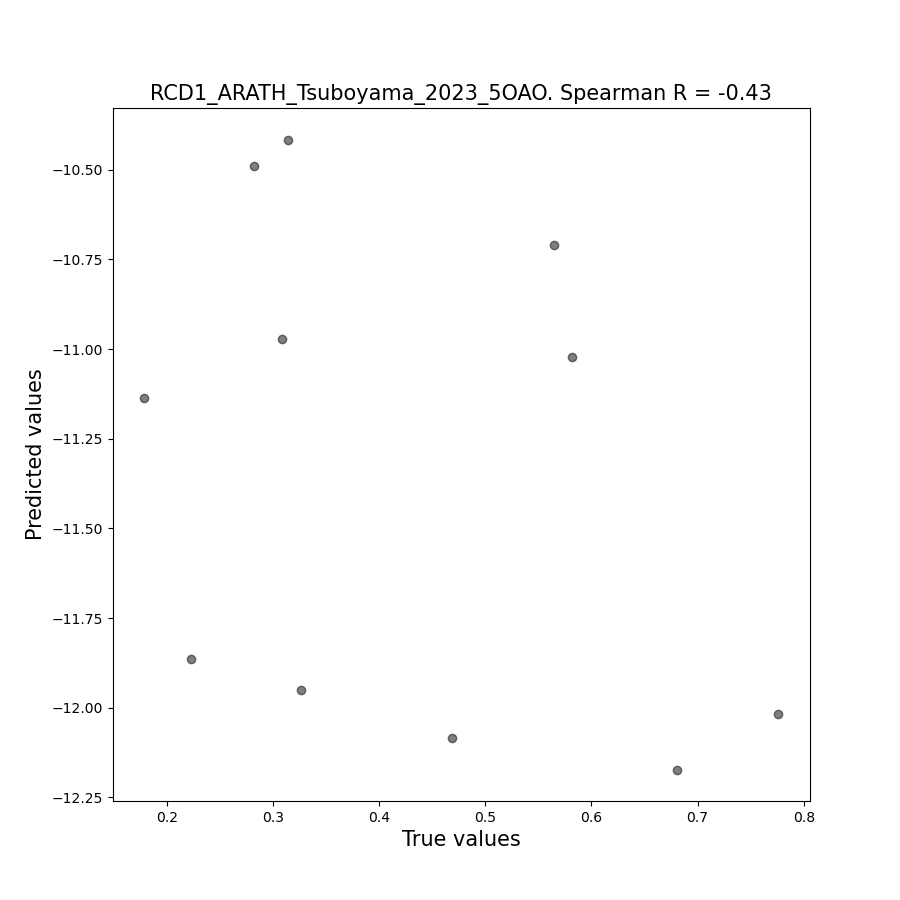 RCD1_ARATH_Tsuboyama_2023_5OAO. Spearman R = -0.43
Predicted values
−10.50
−10.75
−11.00
−11.25
−11.50
−11.75
−12.00
−12.25
0.2 0.3 0.4 0.5 0.6 0.7 0.8
True values